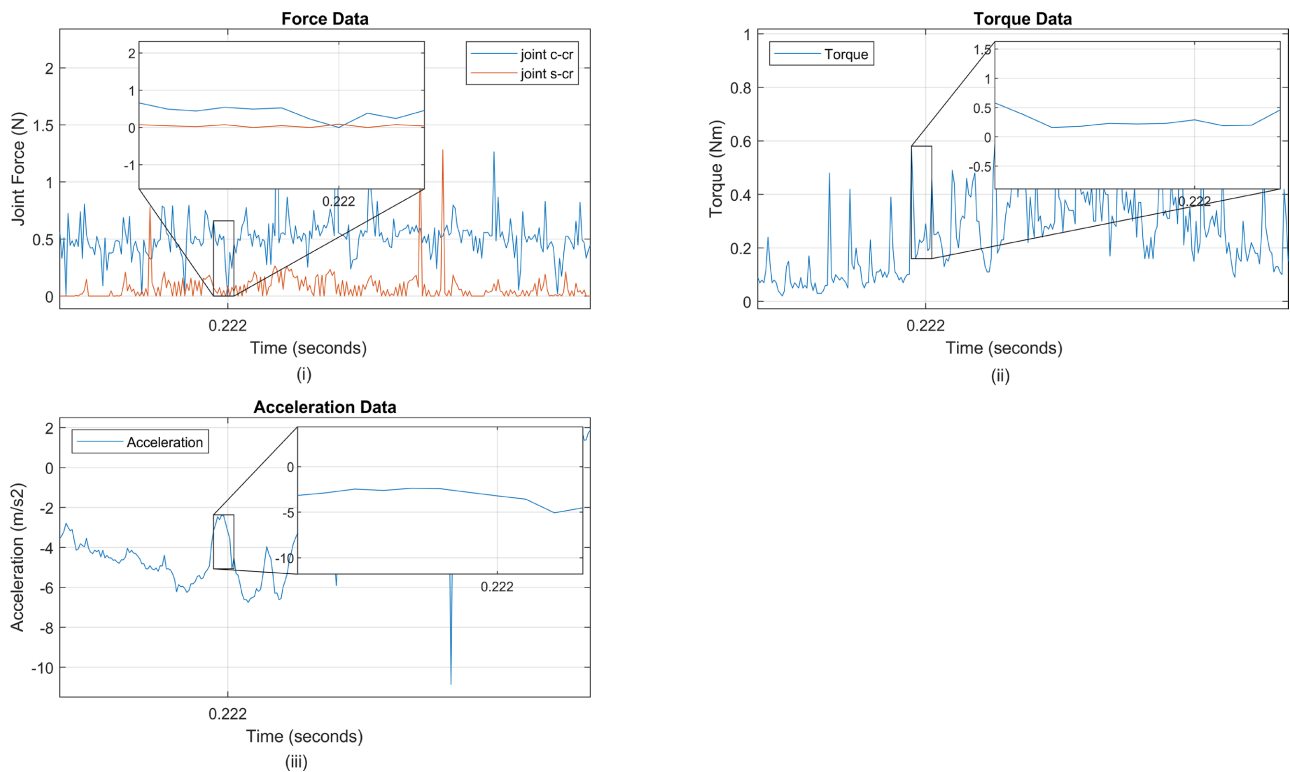 Force Data
2
1.5
1
0.5
0
Joint Force (N)
joint c-cr
joint s-cr
2
1
0
-1
0.222
0.222
Time (seconds)
(i)
Torque Data
1
0.8
0.6
0.4
0.2
0
Torque (Nm)
Torque
1.5
1
0.5
0
-0.5
0.222
0.222
Time (seconds)
(ii)
Acceleration Data
2
0
-2
-4
-6
-8
-10
Acceleration (m/s2)
Acceleration
0
-5
-10
0.222
0.222
Time (seconds)
(iii)